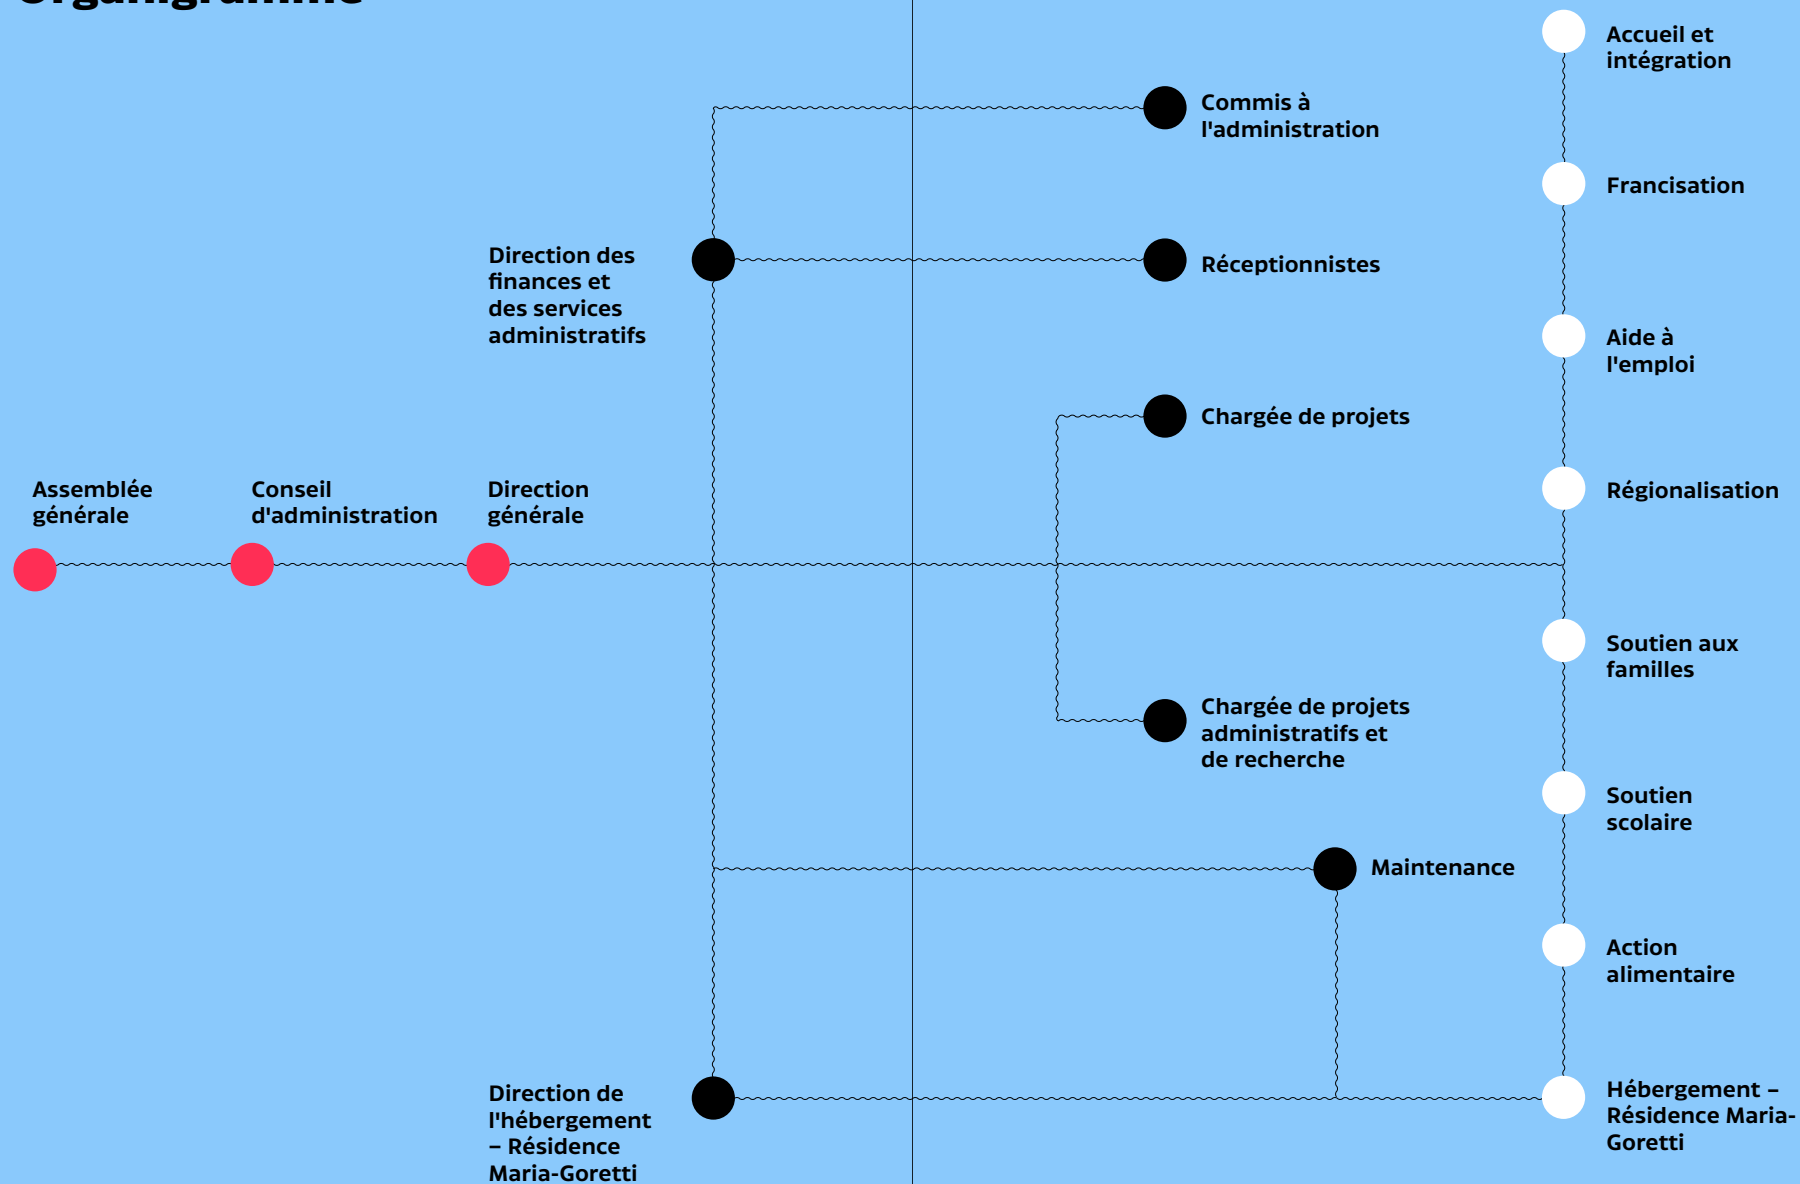 Organigramme
Accueil et
intégration
Commis à
l'administration
Francisation
Direction des
finances et
des services
administratifs
Réceptionnistes
Aide à
l'emploi
Chargée de projets
Assemblée
générale
Conseil
d'administration
Direction
générale
Régionalisation
Soutien aux
familles
Chargée de projets
administratifs et
de recherche
Soutien
scolaire
Maintenance
Action
alimentaire
Direction de
l'hébergement
– Résidence
Maria-Goretti
Hébergement –
Résidence Maria-
Goretti